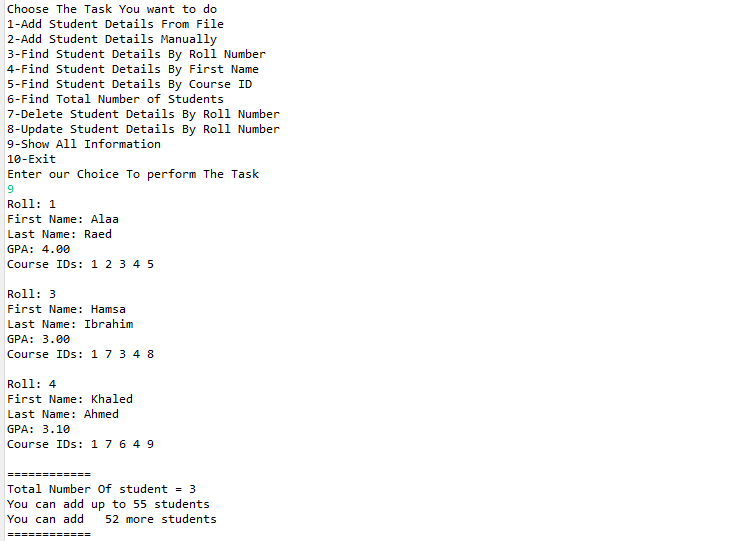 Choose The Task You want to do
1-Add Student Details From File
2-Add Student Details Manually
3-Find Student Details By Roll Number
4-Find Student Details By First Name
5-Find Student Details By Course ID
6-Find Total Number of Students
7-Delete Student Details By Roll Number
8-Update Student Details By Roll Number
9-Show All Information
10-Exit
Enter our Choice To perform The Task
9
Roll: 1
First Name: Alaa
Last Name: Raed
GPA: 4.00
Course IDs: 1 2 3 4 5

Roll: 3
First Name: Hamsa
Last Name: Ibrahim
GPA: 3.00
Course IDs: 1 7 3 4 8

Roll: 4
First Name: Khaled
Last Name: Ahmed
GPA: 3.10
Course IDs: 1 7 6 4 9

============
Total Number Of student = 3
You can add up to 55 students
You can add   52 more students
============